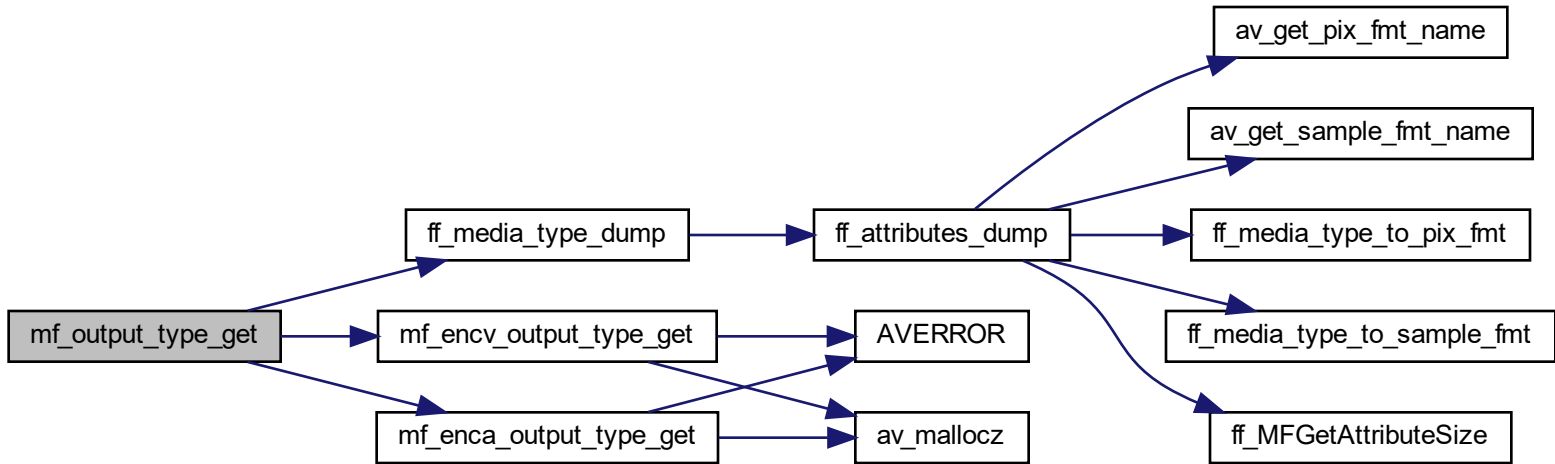 av_get_pix_fmt_name
av_get_sample_fmt_name
ff_media_type_dump
ff_attributes_dump
ff_media_type_to_pix_fmt
mf_output_type_get
mf_encv_output_type_get
AVERROR
ff_media_type_to_sample_fmt
mf_enca_output_type_get
av_mallocz
ff_MFGetAttributeSize